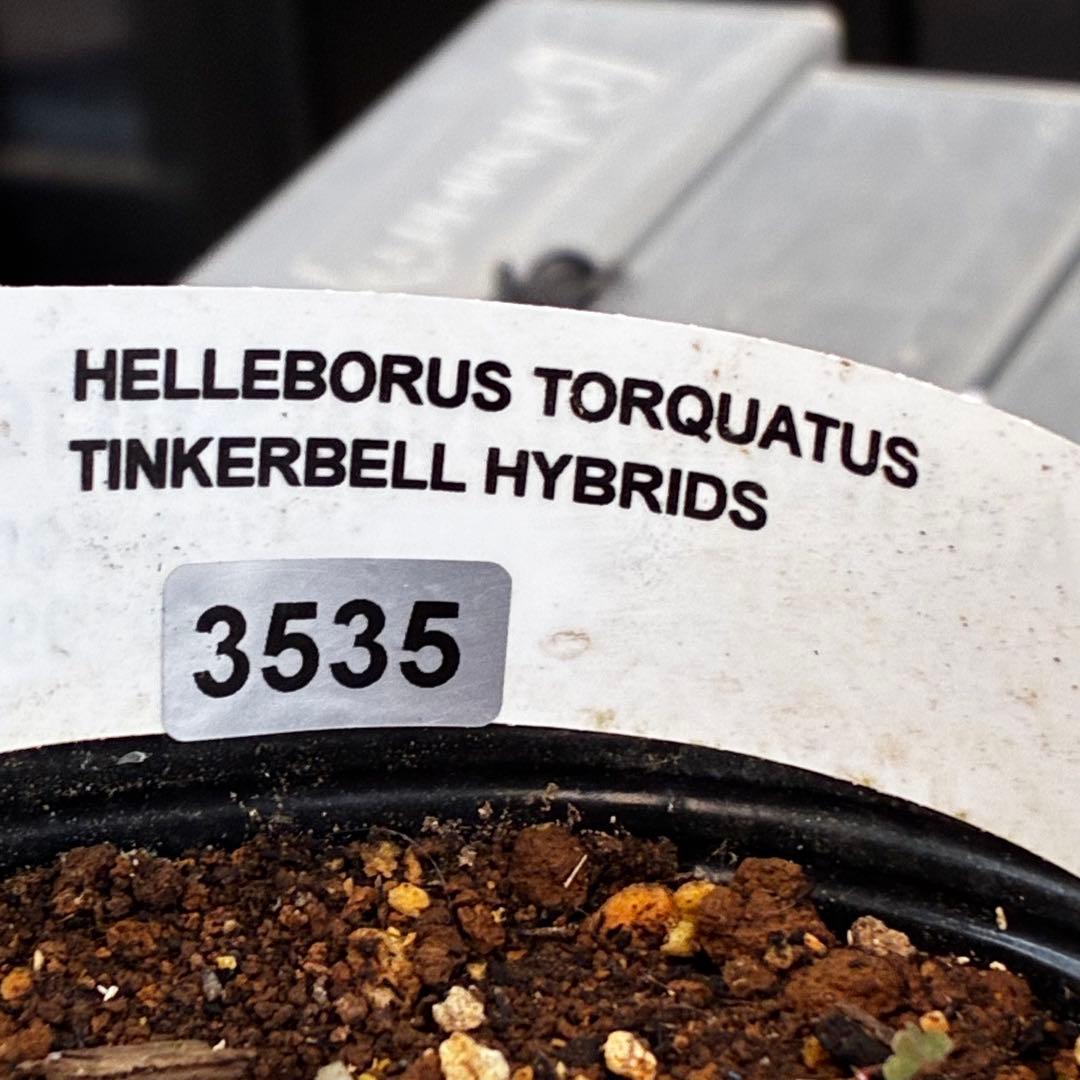 HELLEBORUS TORQUATUS
TINKERBELL HYBRIDS
3535